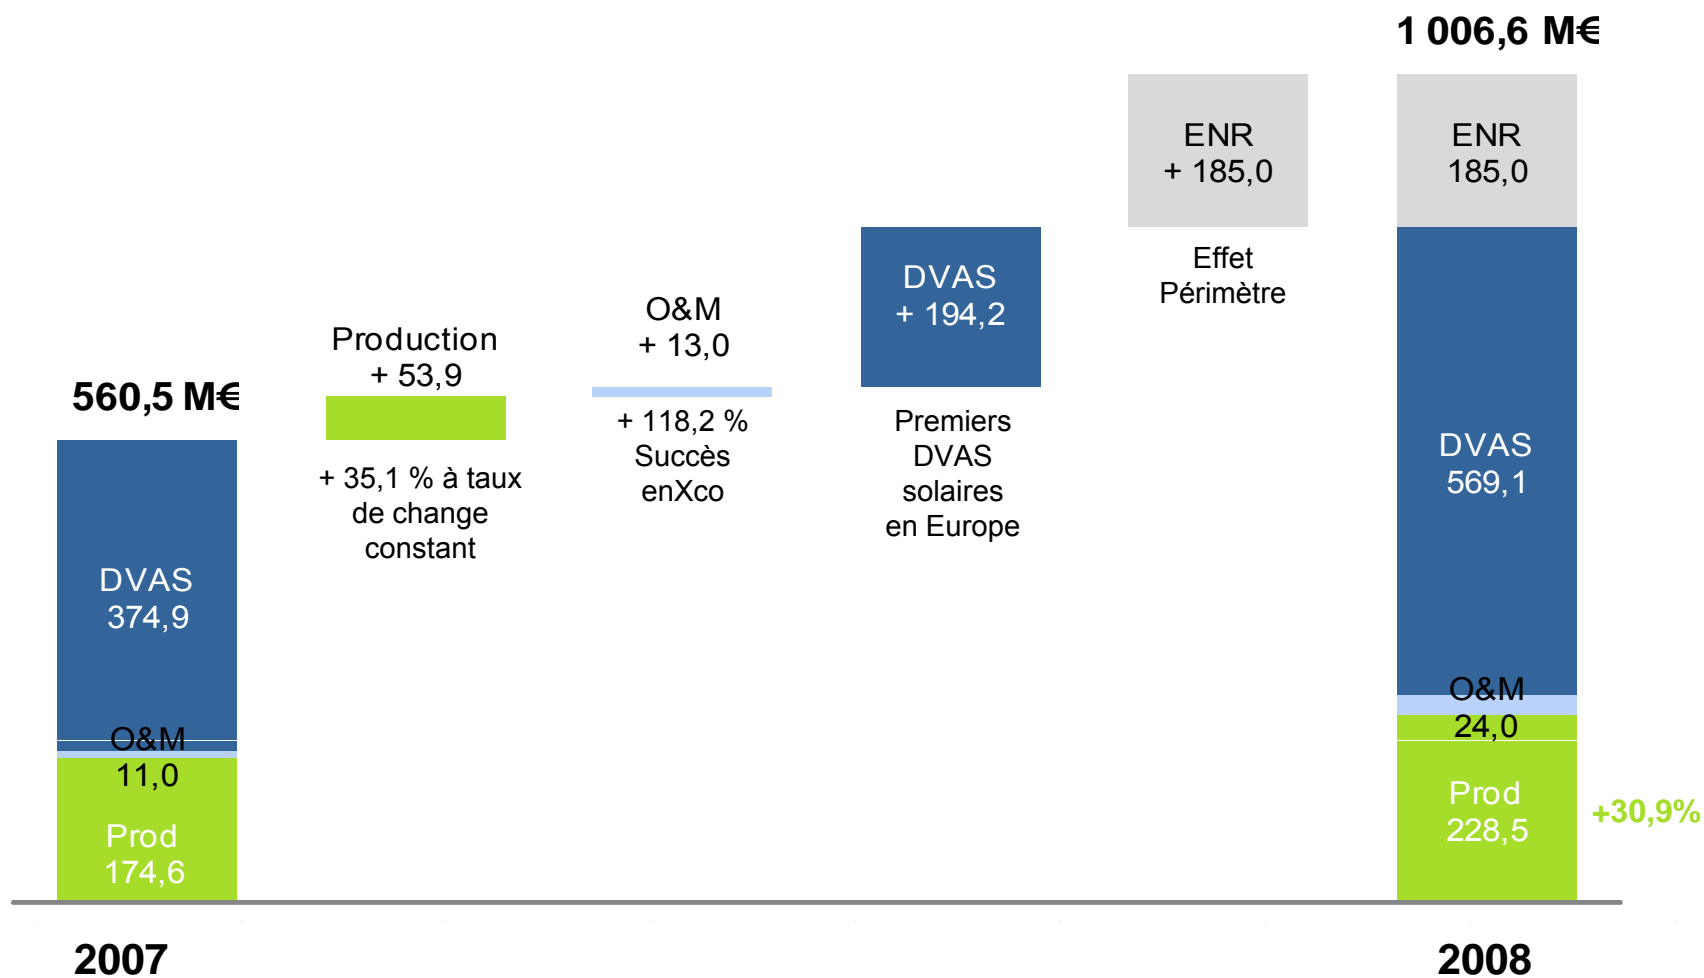 560,5 M€
DVAS
374,9
O&M
11,0
Prod
174,6
2007
Production
+ 53,9
+ 35,1 % à taux
de change
constant
O&M
+ 13,0
+ 118,2 %
Succès
enXco
DVAS
+ 194,2
Premiers
DVAS
solaires
en Europe
ENR
+ 185,0
Effet
Périmètre
1 006,6 M€
ENR
185,0
DVAS
569,1
O&M
24,0
Prod
228,5
+30,9%
2008